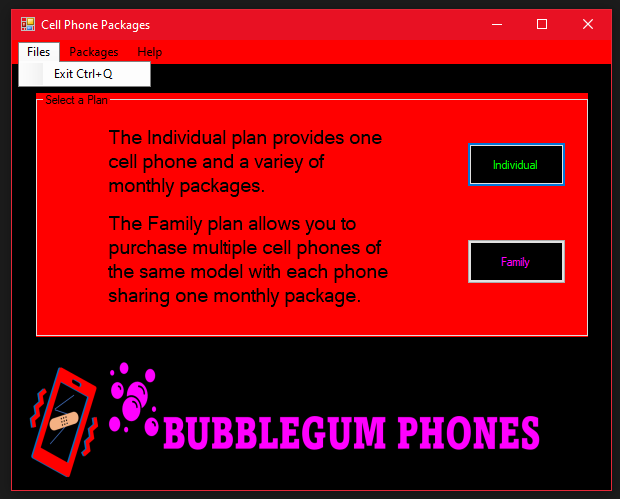 Cell Phone Packages
Files Packages Help
Exit Ctrl+Q
Select a Plan
The Individual plan provides one
cell phone and a variey of
monthly packages.
Individual
The Family plan allows you to
purchase multiple cell phones of
the same model with each phone
sharing one monthly package.
Family
BUBBLEGUM PHONES